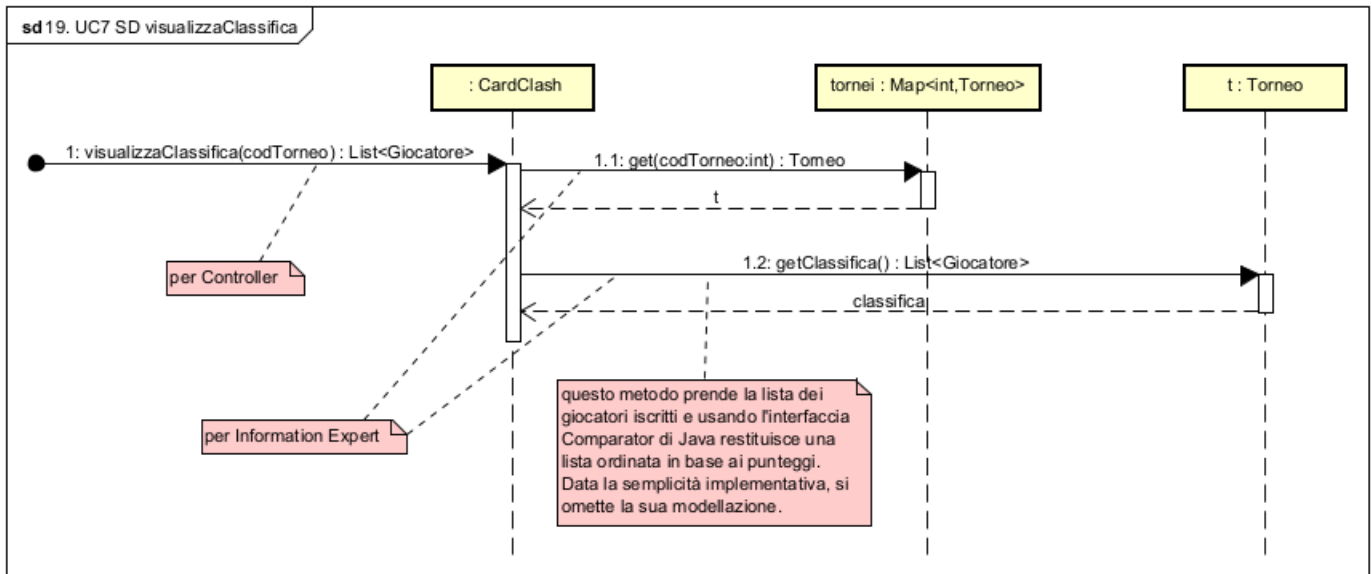 sd 19. UC7 SD visualizzaClassifica
: CardClash
tornei : Map<int,Torneo>
t : Torneo
1: visualizzaClassifica(codTorneo) : List<Giocatore>
1.1: get(codTorneo:int) : Torneo
t
per Controller
1.2: getClassifica() : List<Giocatore>
classifica
per Information Expert
questo metodo prende la lista dei
giocatori iscritti e usando l'interfaccia
Comparator di Java restituisce una
lista ordinata in base ai punteggi.
Data la semplicità implementativa, si
omette la sua modellazione.